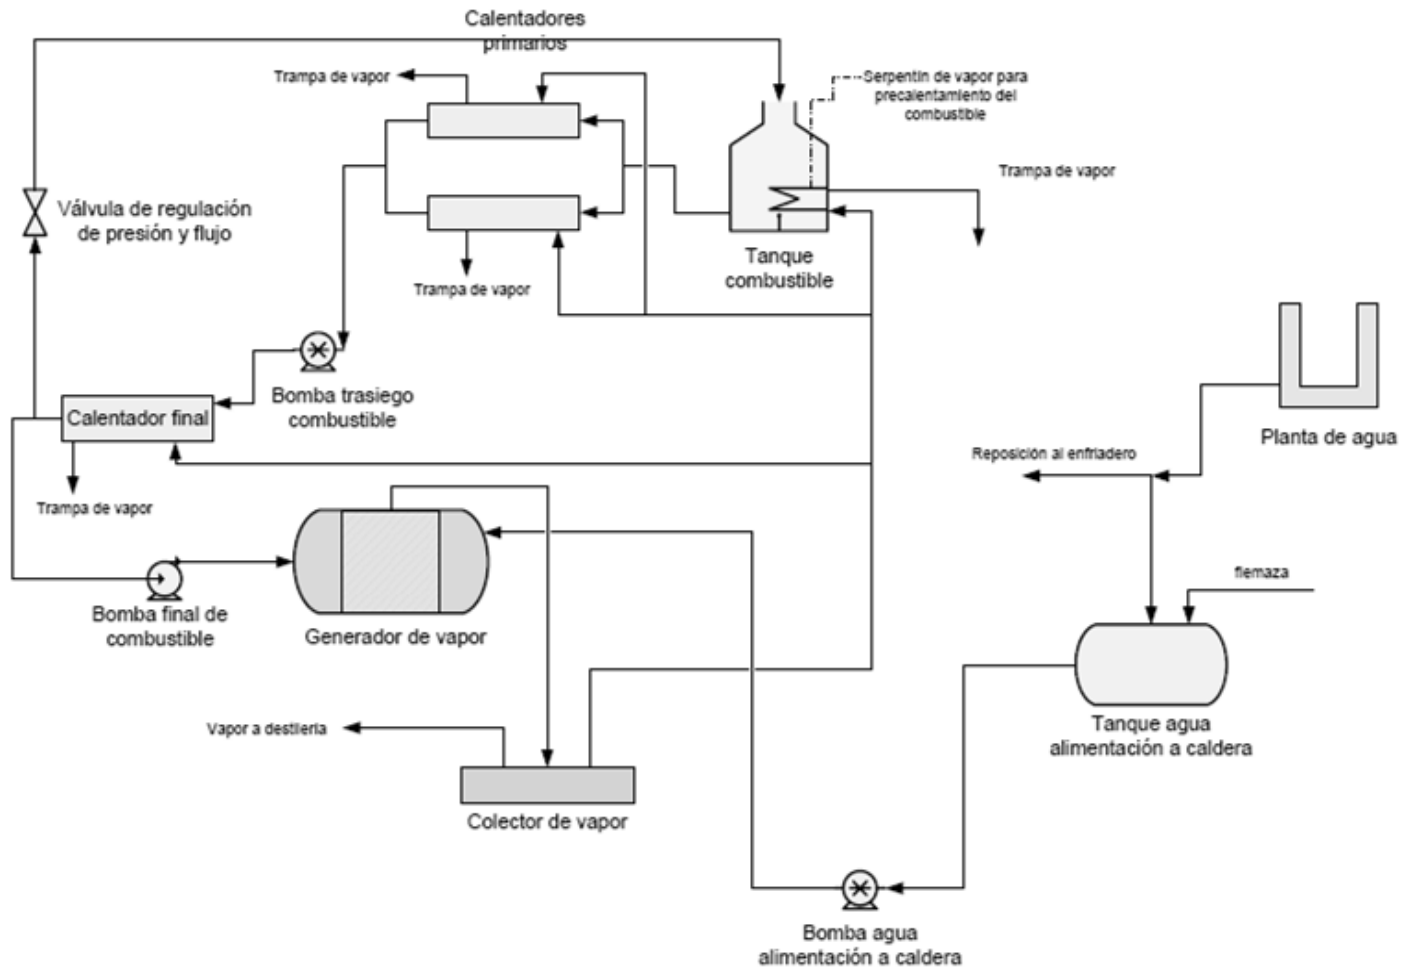 Calentadores
primarios
Trampa de vapor
Serpentín de vapor para
precalentamiento del
combustible
Trampa de vapor
Válvula de regulación
de presión y flujo
Tanque
combustible
Trampa de vapor
Bomba trasiego
combustible
Calentador final
Planta de agua
Reposición al enfriadero
Trampa de vapor
flemaza
Bomba final de
combustible
Generador de vapor
Vapor a destilería
Tanque agua
alimentación a caldera
Colector de vapor
Bomba agua
alimentación a caldera